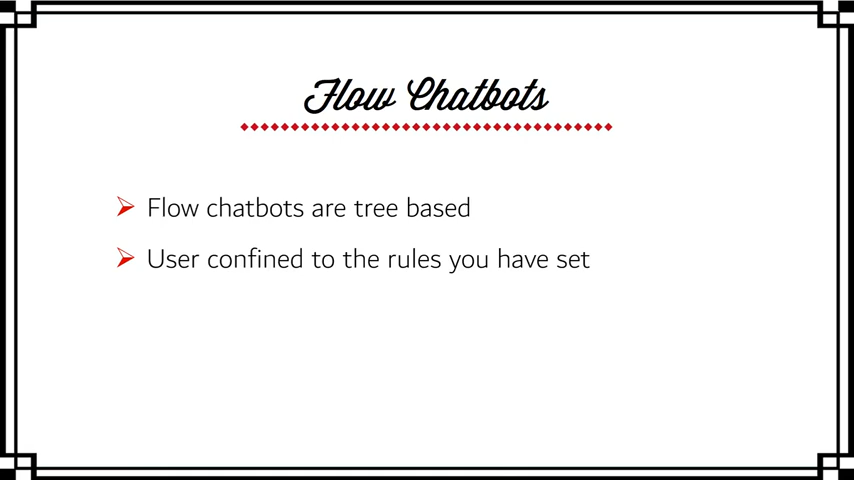 Flow Chatbots
Flow chatbots are tree based
User confined to the rules you have set